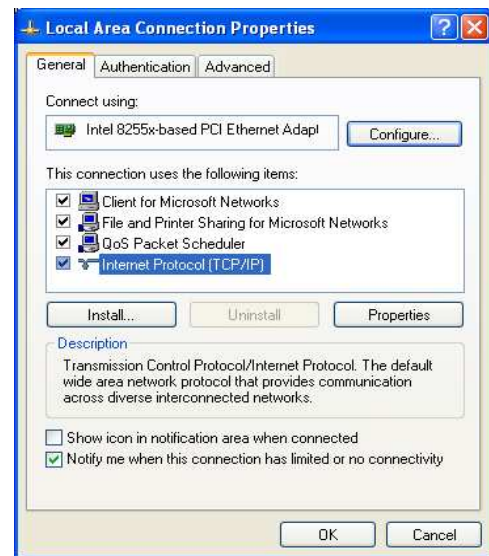 Local Area Connection Properties
General Authentication Advanced
Connect using:
Intel 8255x-based PCI Ethernet Adapl
Configure...
This connection uses the following items:
Client for Microsoft Networks
File and Printer Sharing for Microsoft Networks
QoS Packet Scheduler
Internet Protocol (TCP/IP)
Install... Uninstall Properties
Description
Transmission Control Protocol/Internet Protocol. The default
wide area network protocol that provides communication
across diverse interconnected networks.
Show icon in notification area when connected
Notify me when this connection has limited or no connectivity
OK Cancel